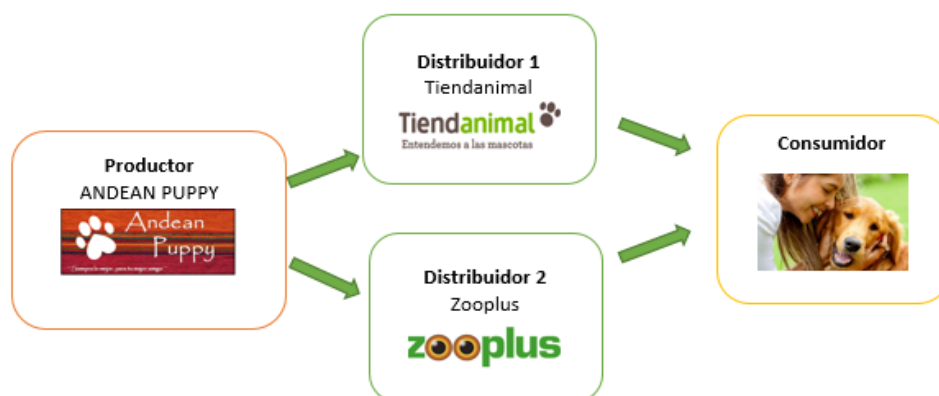 Productor
ANDEAN PUPPY
Andean
Puppy
Distribuidor 1
Tiendanimal
Tiendanimal
Entendemos a las mascotas
Distribuidor 2
Zooplus
zooplus
Consumidor